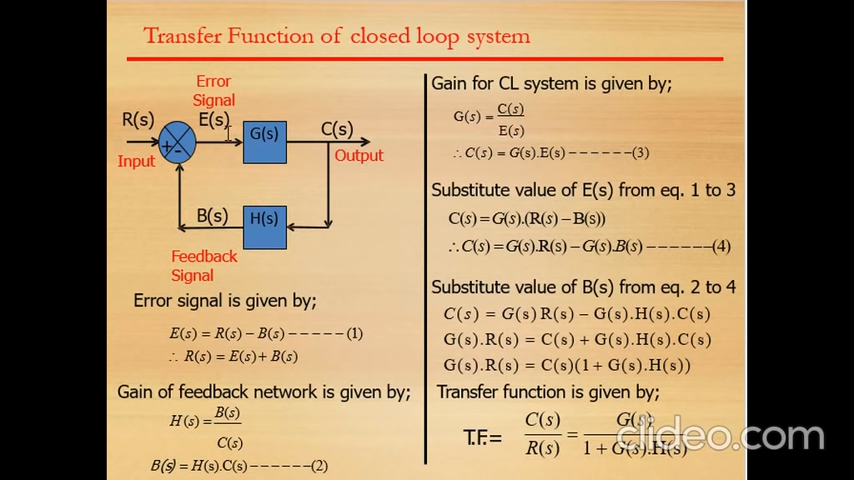 Transfer Function of closed loop system
Error
Signal
R(s)
E(s)
G(s)
C(s)
+
-
Input
Output
B(s)
H(s)
Feedback
Signal
Error signal is given by;
E(s) = R(s) − B(s) −−−−− (1)
∴ R(s) = E(s) + B(s)
Gain of feedback network is given by;
H(s) = B(s)
C(s)
B(s) = H(s).C(s) −−−−−− (2)
Gain for CL system is given by;
G(s) = C(s)
E(s)
∴ C(s) = G(s).E(s) −−−−−− (3)
Substitute value of E(s) from eq. 1 to 3
C(s) = G(s).(R(s) − B(s))
∴ C(s) = G(s).R(s) − G(s).B(s) −−−−−− (4)
Substitute value of B(s) from eq. 2 to 4
C(s) = G(s) R(s) − G(s).H(s).C(s)
G(s).R(s) = C(s) + G(s).H(s).C(s)
G(s).R(s) = C(s)(1 + G(s).H(s))
Transfer function is given by;
T.F.= C(s) = G(s)
R(s) 1 + G(s).H(s)
clideo.com